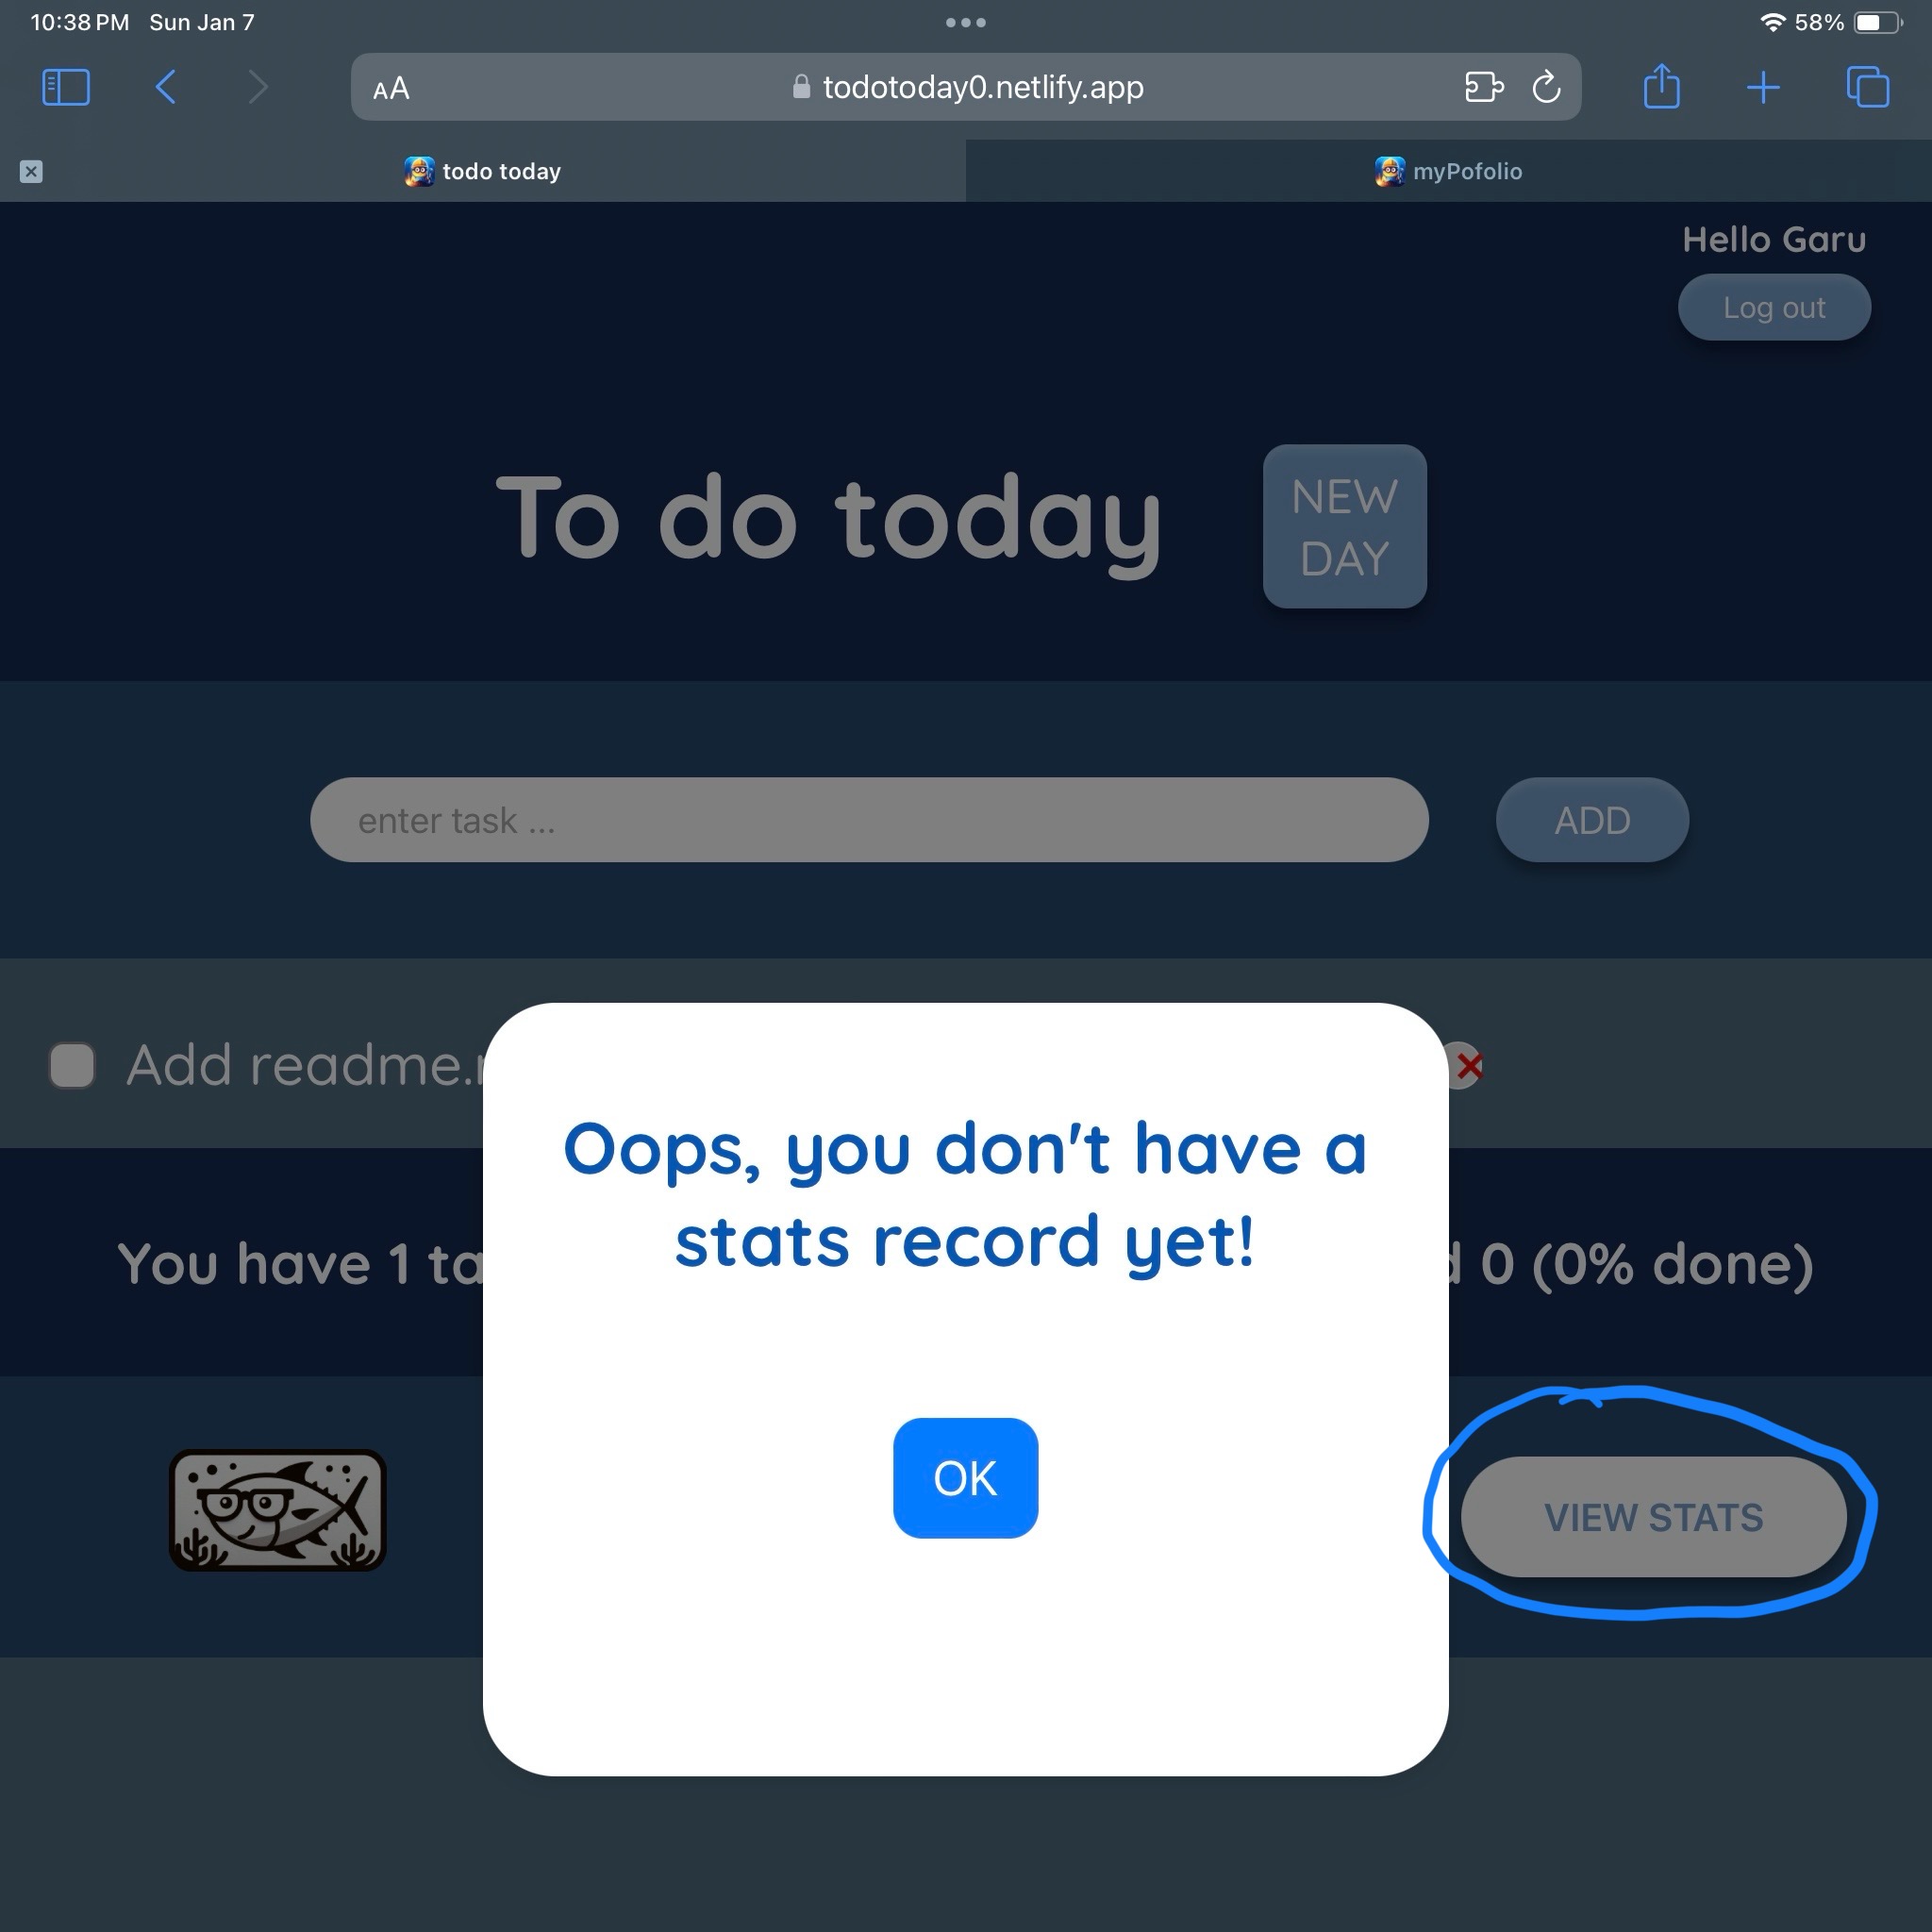 10:38 PM Sun Jan 7
58%
AA
todotoday0.netlify.app
todo today
myPofolio
Hello Garu
Log out
To do today
NEW
DAY
enter task ...
ADD
Add readme.
Oops, you don't have a
stats record yet!
You have 1
0 (0% done)
OK
VIEW STATS